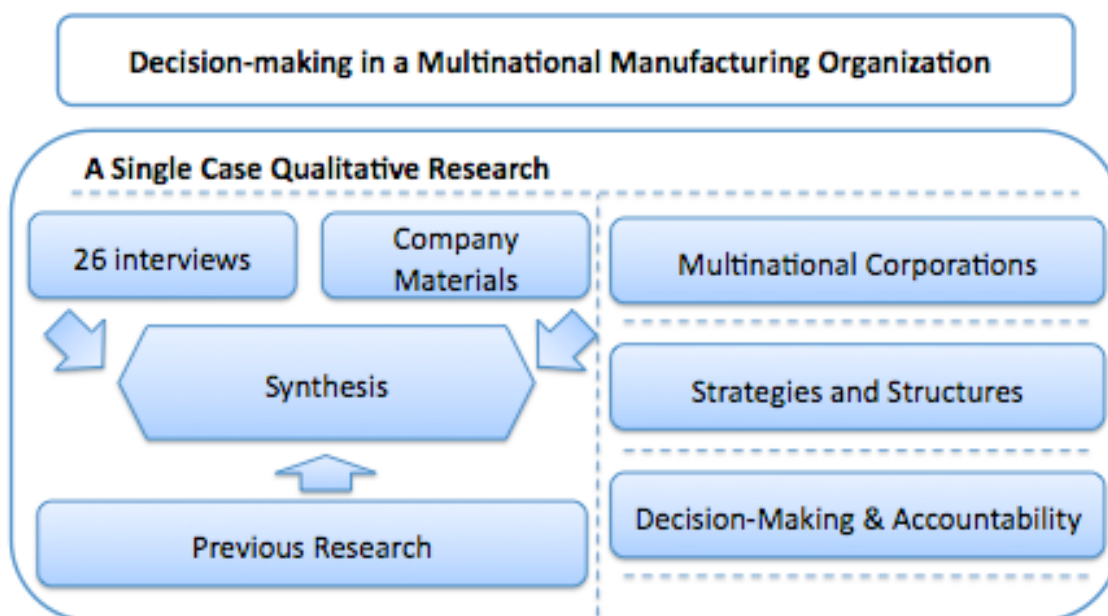 Decision-making in a Multinational Manufacturing Organization
A Single Case Qualitative Research
26 interviews
Company
Materials
Synthesis
Previous Research
Multinational Corporations
Strategies and Structures
Decision-Making & Accountability